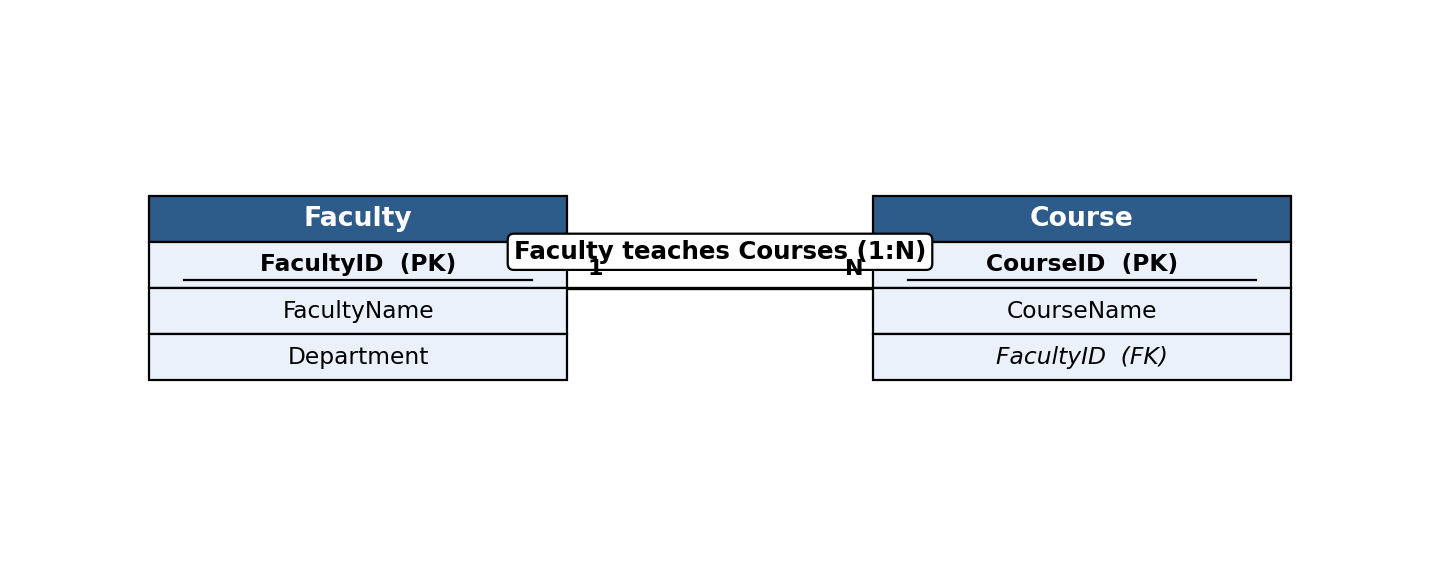 Faculty
FacultyID (PK)
FacultyName
Department
Faculty teaches Courses (1:N)
1
N
Course
CourseID (PK)
CourseName
FacultyID (FK)